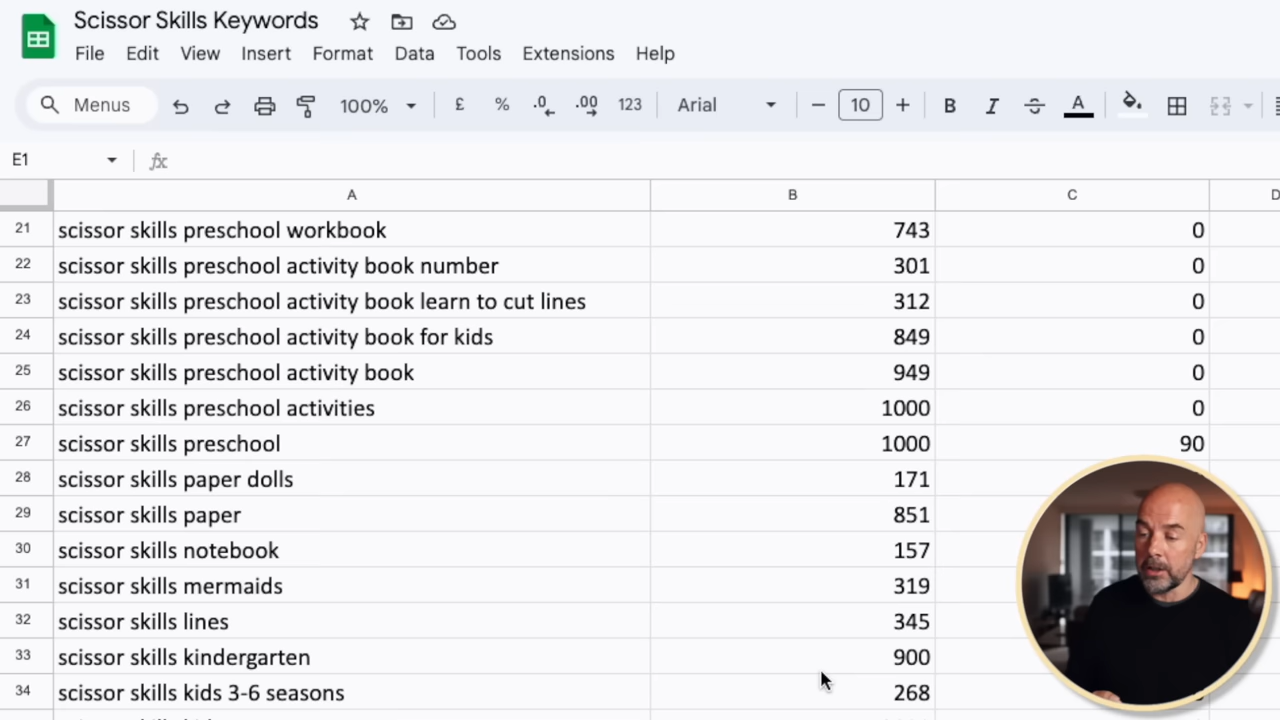 Scissor Skills Keywords
File Edit View Insert Format Data Tools Extensions Help
Menus 100% £ % .0 .00 123 Arial 10 B I A
E1 fx
A B C D
21 scissor skills preschool workbook 743 0
22 scissor skills preschool activity book number 301 0
23 scissor skills preschool activity book learn to cut lines 312 0
24 scissor skills preschool activity book for kids 849 0
25 scissor skills preschool activity book 949 0
26 scissor skills preschool activities 1000 0
27 scissor skills preschool 1000 90
28 scissor skills paper dolls 171
29 scissor skills paper 851
30 scissor skills notebook 157
31 scissor skills mermaids 319
32 scissor skills lines 345
33 scissor skills kindergarten 900
34 scissor skills kids 3-6 seasons 268